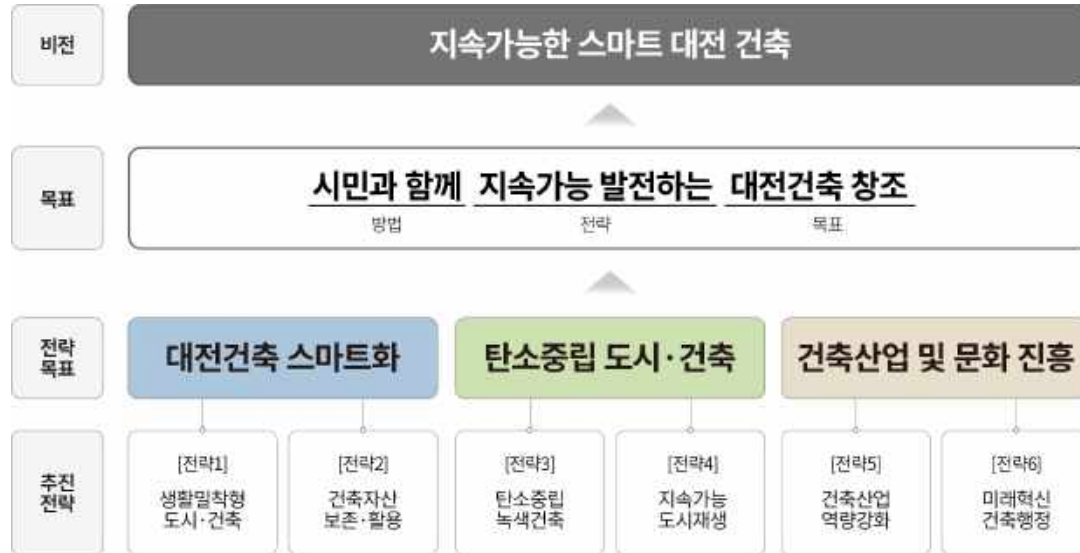 비전
지속가능한 스마트 대전 건축
목표
시민과 함께 지속가능 발전하는 대전건축 창조
방법 전략 목표
전략
목표
대전건축 스마트화
탄소중립 도시·건축
건축산업 및 문화 진흥
추진
전략
[전략1]
생활밀착형
도시·건축
[전략2]
건축자산
보존·활용
[전략3]
탄소중립
녹색건축
[전략4]
지속가능
도시재생
[전략5]
건축산업
역량강화
[전략6]
미래혁신
건축행정